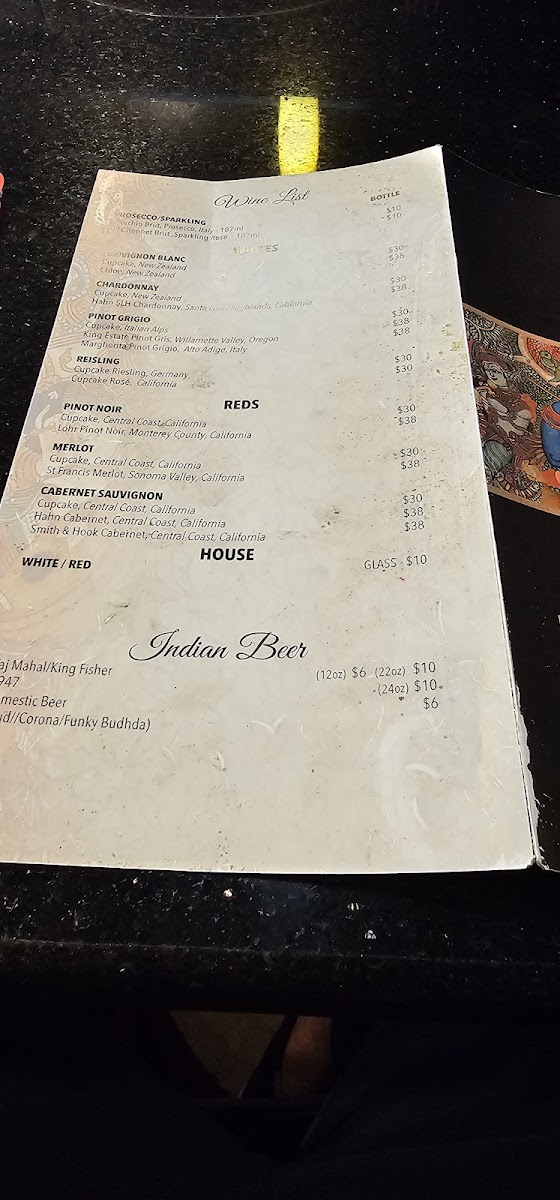 Wine List
BOTTLE
PROSECCO/SPARKLING
Brut, Prosecco, Italy - 187ml $10
Brut, Sparkling Rosé - 187ml - $10
WHITES
SAUVIGNON BLANC
Cupcake, New Zealand $30
Chloe, New Zealand $38
CHARDONNAY
Cupcake, New Zealand $30
Hahn SLH Chardonnay, Santa Highlands, California $38
PINOT GRIGIO
Cupcake, Italian Alps $30
King Estate Pinot Gris, Willamette Valley, Oregon $38
Margherita Pinot Grigio, Alto Adige, Italy $38
REISLING
Cupcake Riesling, Germany $30
Cupcake Rosé, California $30
REDS
PINOT NOIR
Cupcake, Central Coast, California $30
Lohr Pinot Noir, Monterey County, California $38
MERLOT
Cupcake, Central Coast, California $30
St Francis Merlot, Sonoma Valley, California $38
CABERNET SAUVIGNON
Cupcake, Central Coast, California $30
Hahn Cabernet, Central Coast, California $38
Smith & Hook Cabernet, Central Coast, California $38
HOUSE
WHITE / RED GLASS - $10
Indian Beer
aj Mahal/King Fisher (12oz) $6 (22oz) $10
947 (24oz) $10
mestic Beer $6
ud//Corona/Funky Budhda)